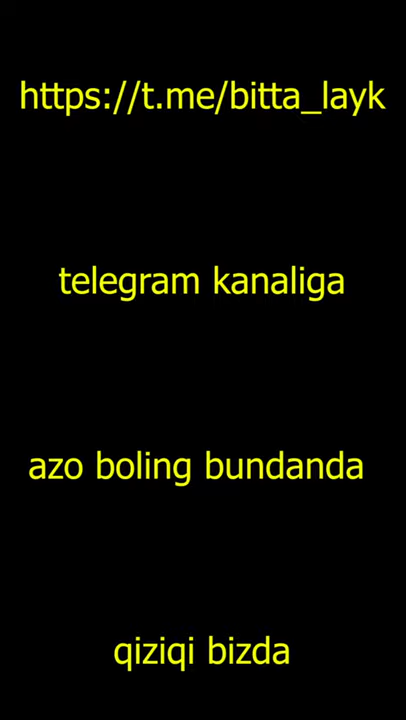 https://t.me/bitta_layk
telegram kanaliga
azo boling bundanda
qiziqi bizda